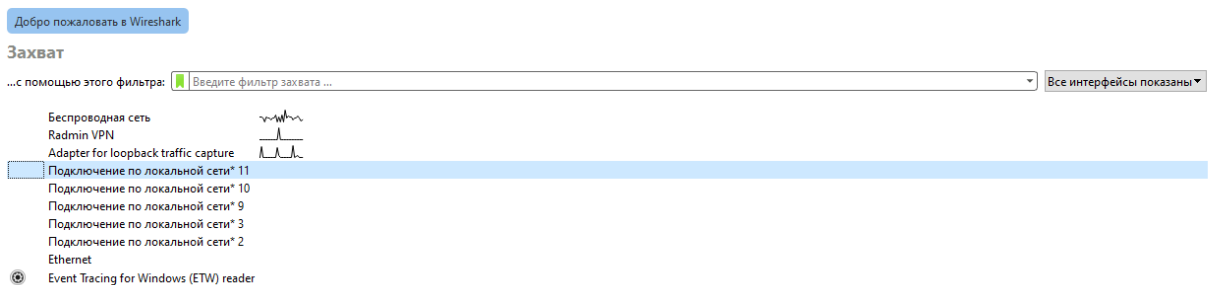 Добро пожаловать в Wireshark
Захват
...с помощью этого фильтра: Введите фильтр захвата ... Все интерфейсы показаны
Беспроводная сеть
Radmin VPN
Adapter for loopback traffic capture
Подключение по локальной сети* 11
Подключение по локальной сети* 10
Подключение по локальной сети* 9
Подключение по локальной сети* 3
Подключение по локальной сети* 2
Ethernet
Event Tracing for Windows (ETW) reader